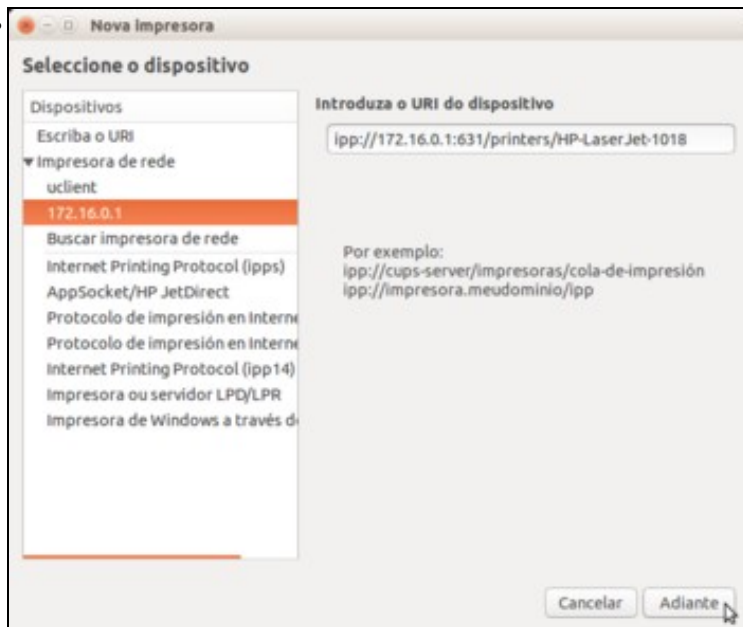 Nova impresora
Seleccione o dispositivo
Dispositivos
Escriba o URI
Impresora de rede
uclient
172.16.0.1
Buscar impresora de rede
Internet Printing Protocol (ipps)
AppSocket/HP JetDirect
Protocolo de impresión en Interne
Protocolo de impresión en Interne
Internet Printing Protocol (ipp14)
Impresora ou servidor LPD/LPR
Impresora de Windows a través d
Introduza o URI do dispositivo
ipp://172.16.0.1:631/printers/HP-LaserJet-1018
Por exemplo:
ipp://cups-server/impresoras/cola-de-impresión
ipp://impresora.meudominio/ipp
Cancelar
Adiante